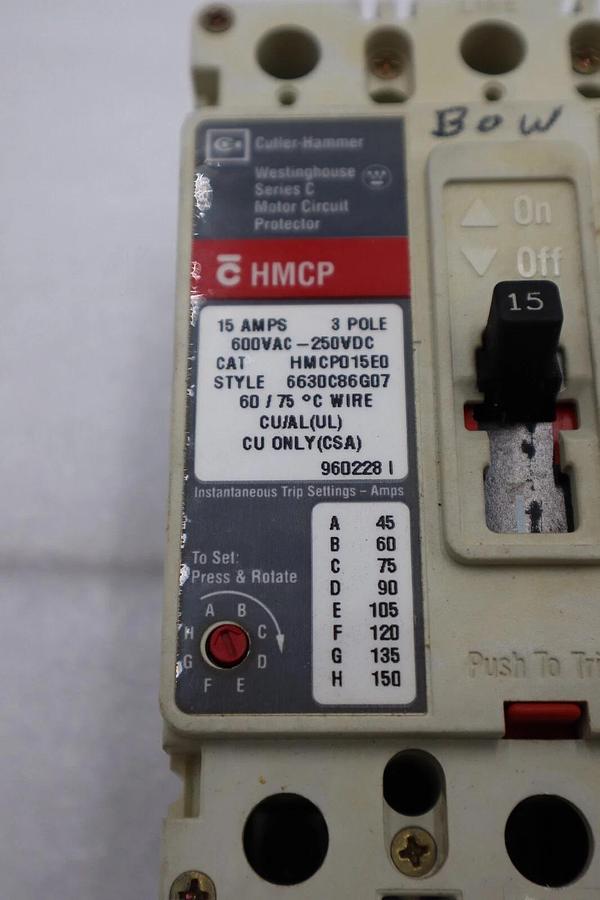 LINE
BOW
Cutler-Hammer
Westinghouse
Series C
Motor Circuit
Protector
HMCP
15 AMPS 3 POLE
600VAC - 250VDC
CAT HMCP015E0
STYLE 6630C86G07
60 / 75 °C WIRE
CU/AL(UL)
CU ONLY(CSA)
960228 I
Instantaneous Trip Settings - Amps
A 45
B 60
C 75
D 90
E 105
F 120
G 135
H 150
To Set:
Press & Rotate
A B
H C
G D
F E
On
Off
15
Push To